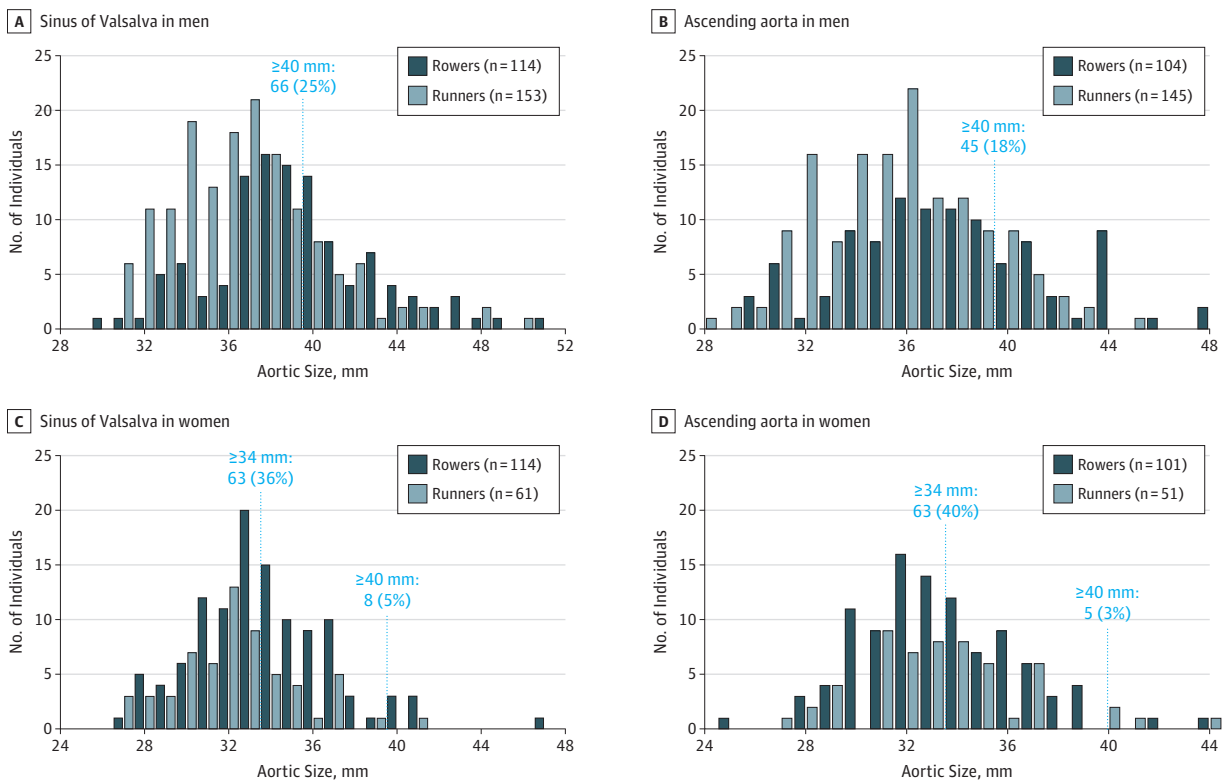 A Sinus of Valsalva in men
25
20
15
10
5
0
No. of Individuals
≥40 mm:
66 (25%)
Rowers (n=114)
Runners (n=153)
28 32 36 40 44 48 52
Aortic Size, mm
B Ascending aorta in men
25
20
15
10
5
0
No. of Individuals
≥40 mm:
45 (18%)
Rowers (n=104)
Runners (n=145)
28 32 36 40 44 48
Aortic Size, mm
C Sinus of Valsalva in women
25
20
15
10
5
0
No. of Individuals
≥34 mm:
63 (36%)
≥40 mm:
8 (5%)
Rowers (n=114)
Runners (n=61)
24 28 32 36 40 44 48
Aortic Size, mm
D Ascending aorta in women
25
20
15
10
5
0
No. of Individuals
≥34 mm:
63 (40%)
≥40 mm:
5 (3%)
Rowers (n=101)
Runners (n=51)
24 28 32 36 40 44
Aortic Size, mm